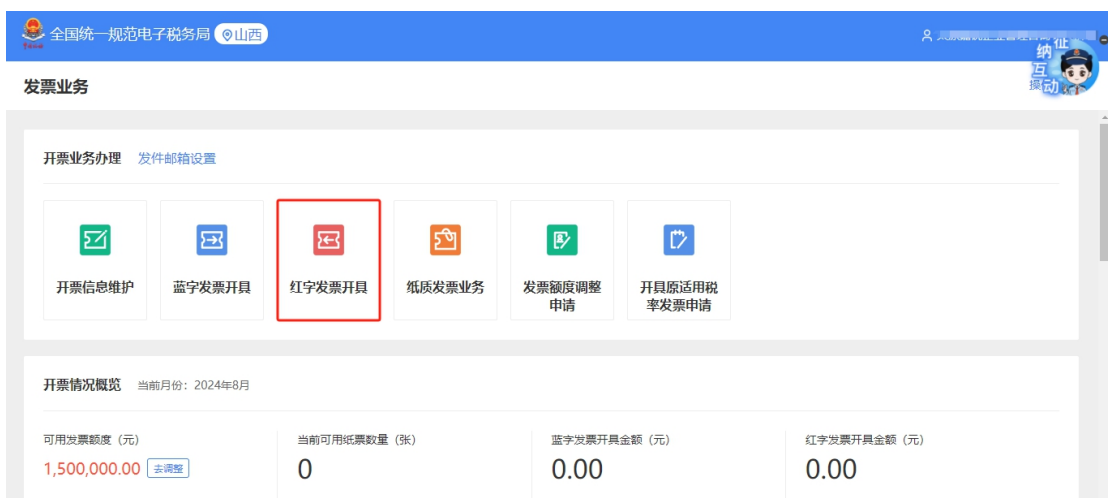 全国统一规范电子税务局 山西
征纳互动
发票业务
操
开票业务办理 发件邮箱设置
开票信息维护
蓝字发票开具
红字发票开具
纸质发票业务
发票额度调整
申请
开具原适用税
率发票申请
开票情况概览 当前月份：2024年8月
可用发票额度（元）
1,500,000.00 去调整
当前可用纸票数量（张）
0
蓝字发票开具金额（元）
0.00
红字发票开具金额（元）
0.00